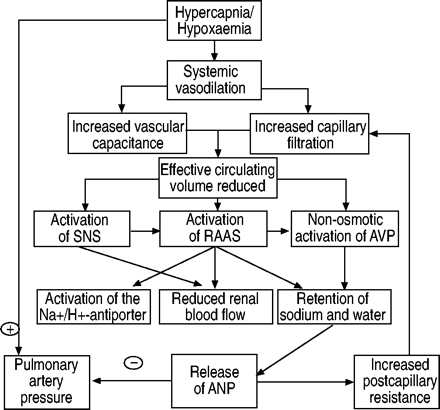 Hypercapnia/
Hypoxaemia
Systemic
vasodilation
Increased vascular
capacitance
Increased capillary
filtration
Effective circulating
volume reduced
Activation
of SNS
Activation
of RAAS
Non-osmotic
activation of AVP
Activation of the
Na+/H+-antiporter
Reduced renal
blood flow
Retention of
sodium and water
+
Pulmonary
artery
pressure
−
Release
of ANP
Increased
postcapillary
resistance